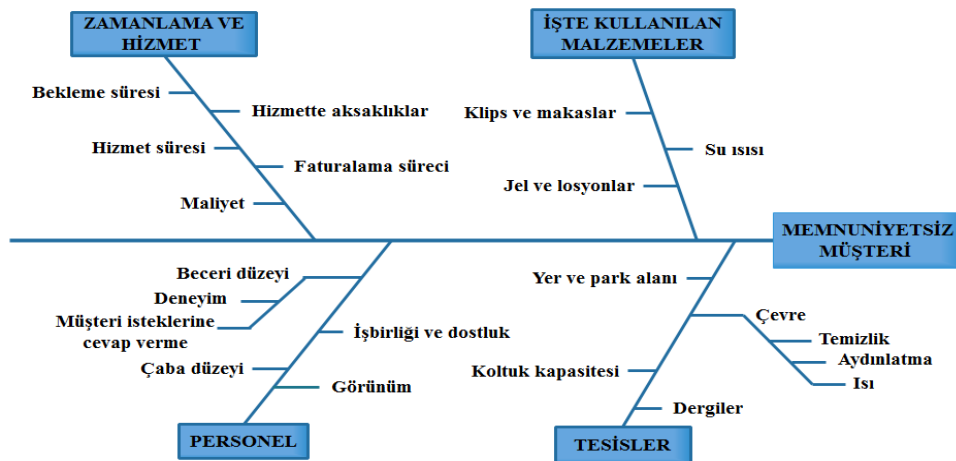 ZAMANLAMA VE
HİZMET
İŞTE KULLANILAN
MALZEMELER
Bekleme süresi
Hizmette aksaklıklar
Hizmet süresi
Faturalama süreci
Maliyet
Klips ve makaslar
Su ısısı
Jel ve losyonlar
MEMNUNİYETSİZ
MÜŞTERİ
Beceri düzeyi
Deneyim
Müşteri isteklerine
cevap verme
İşbirliği ve dostluk
Çaba düzeyi
Görünüm
PERSONEL
Yer ve park alanı
Çevre
Temizlik
Aydınlatma
Isı
Koltuk kapasitesi
Dergiler
TESİSLER